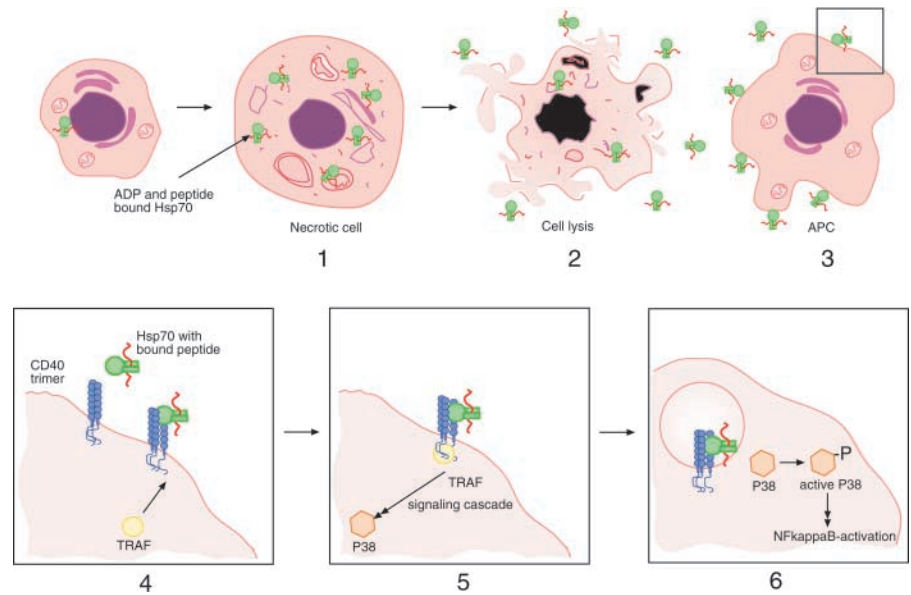 ADP and peptide
bound Hsp70
Necrotic cell
1
Cell lysis
2
APC
3
CD40
trimer
Hsp70 with
bound peptide
TRAF
4
TRAF
signaling cascade
P38
5
P38
P
active P38
NFkappaB-activation
6